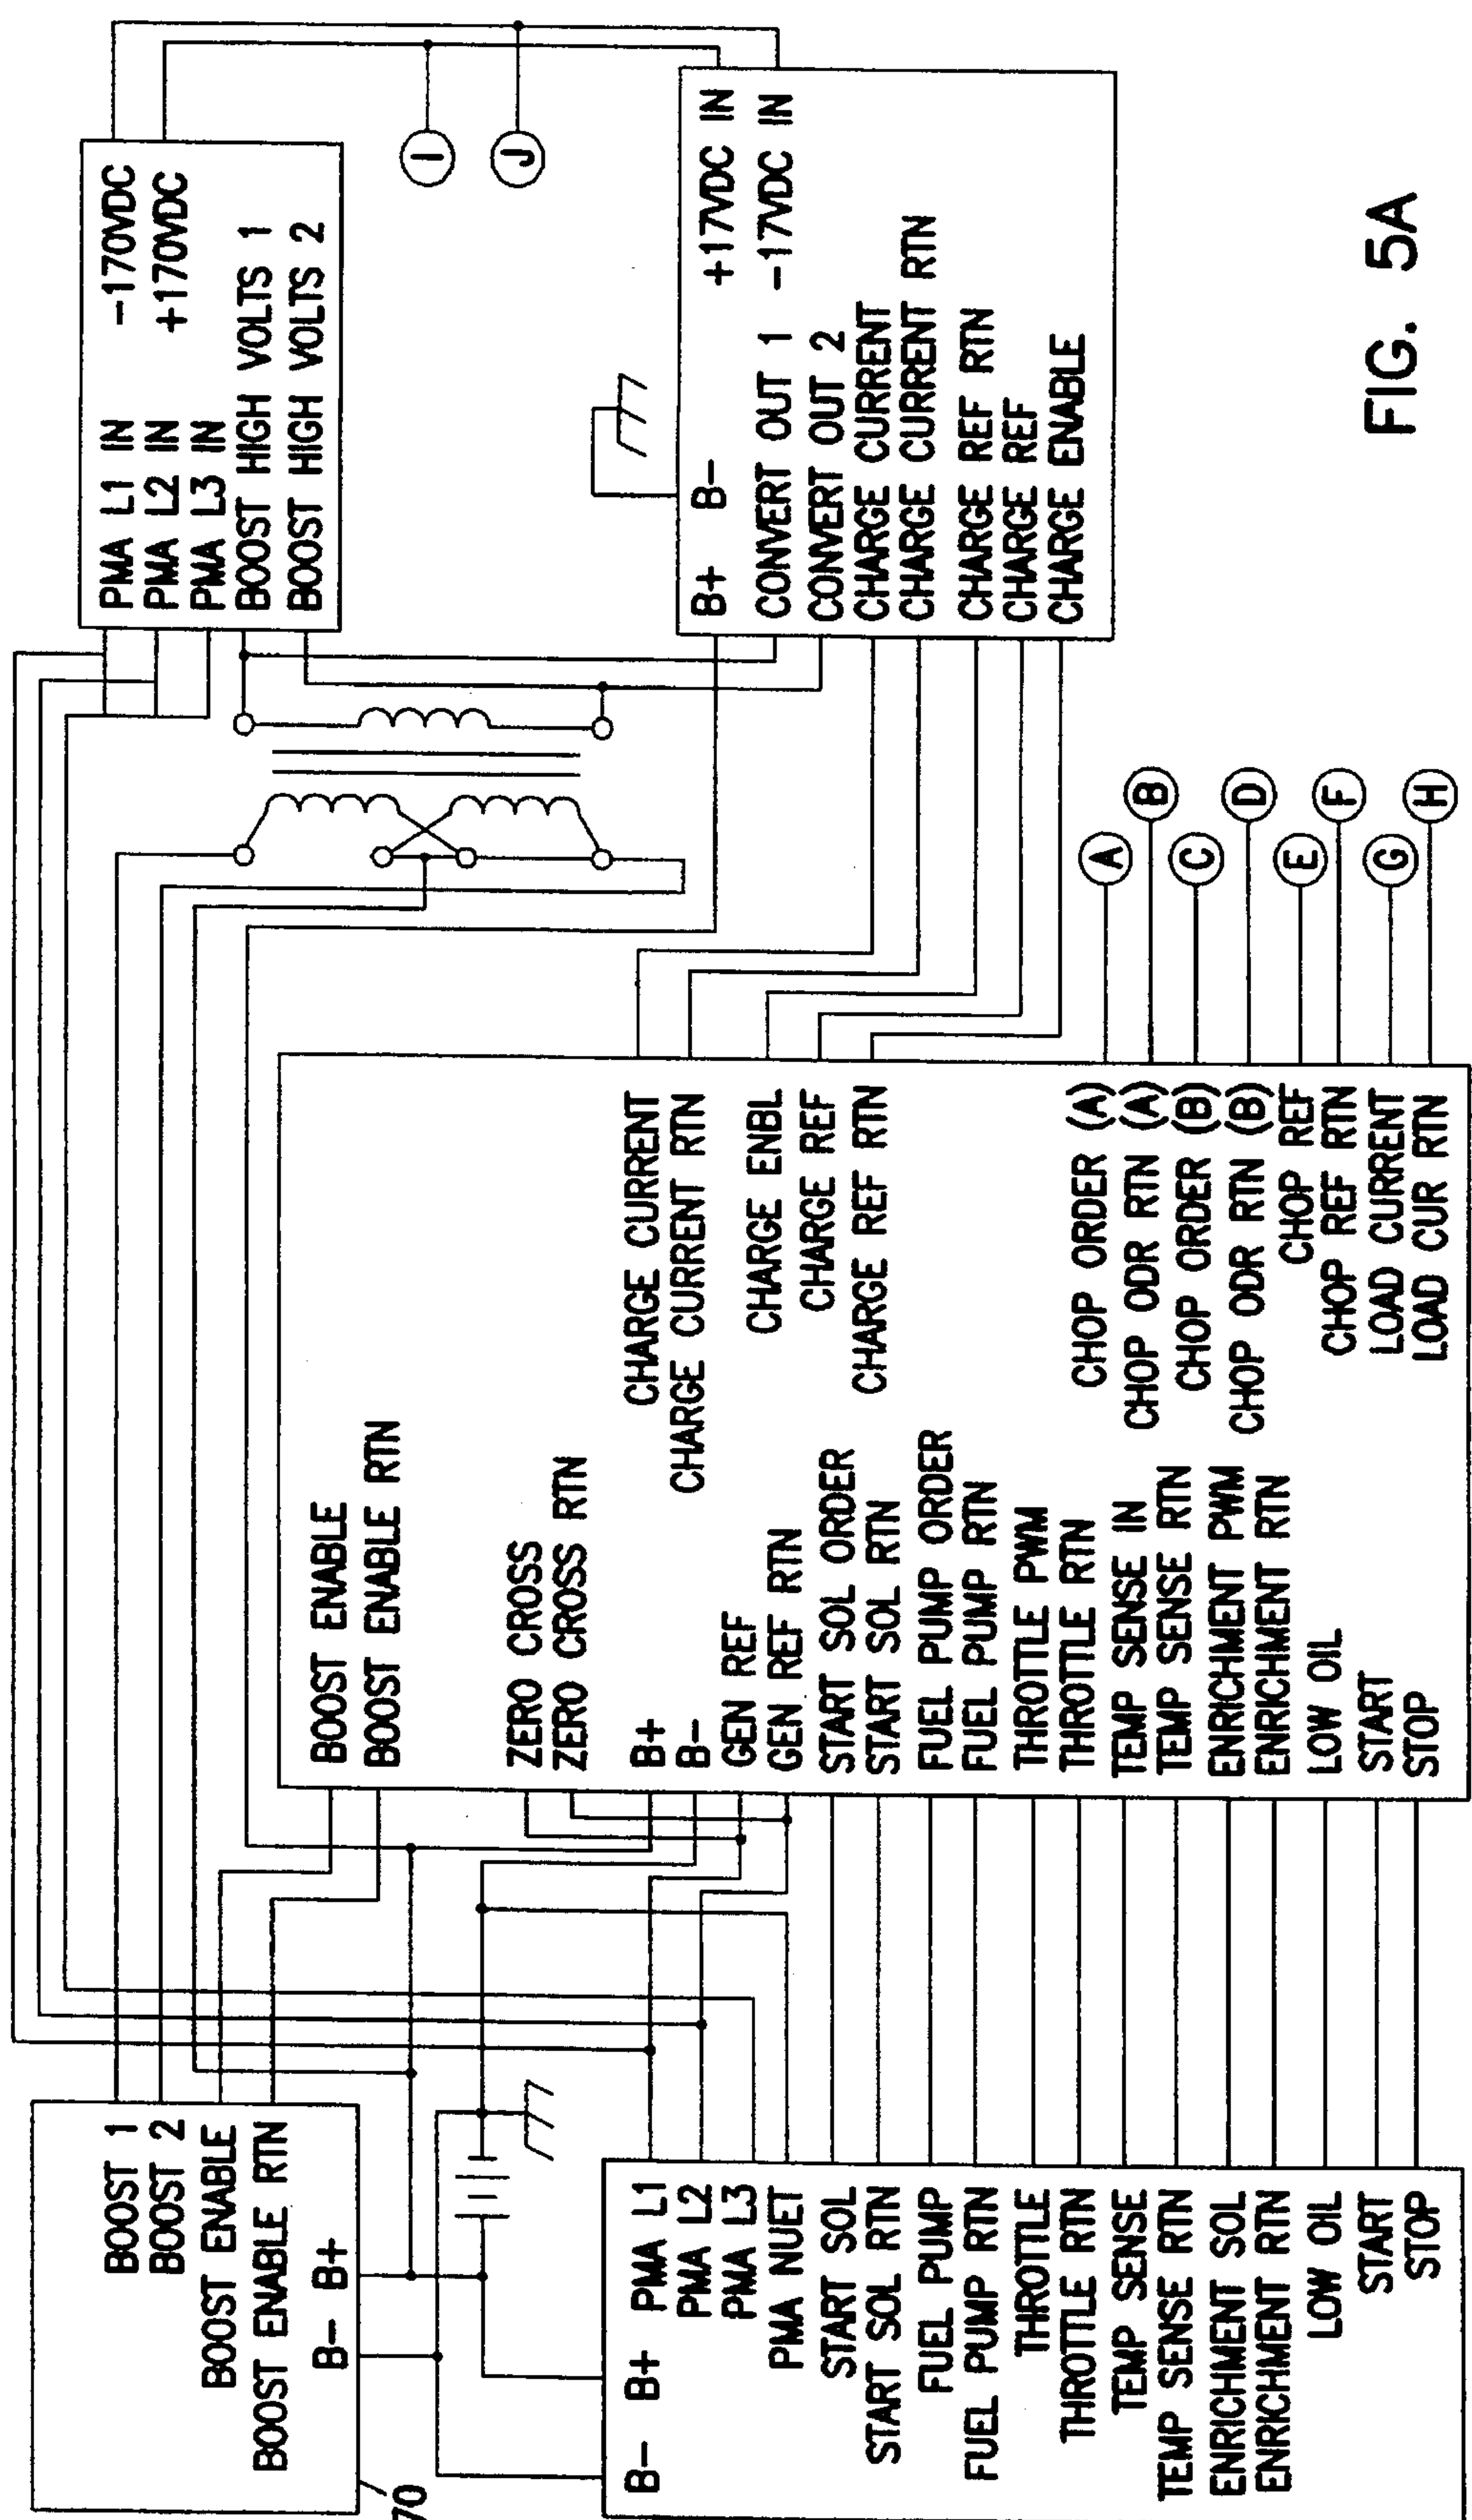 BOOST 1
BOOST 2
BOOST ENABLE
BOOST ENABLE RTN
B- B+
70
B- B+ PMA L1
PMA L2
PMA L3
PMA NUET
START SOL
START SOL RTN
FUEL PUMP
FUEL PUMP RTN
THROTTLE
THROTTLE RTN
TEMP SENSE
TEMP SENSE RTN
ENRICHMENT SOL
ENRICHMENT RTN
LOW OIL
START
STOP
BOOST ENABLE
BOOST ENABLE RTN
ZERO CROSS
ZERO CROSS RTN
B+
B-
GEN REF
GEN REF RTN
START SOL ORDER
START SOL RTN
FUEL PUMP ORDER
FUEL PUMP RTN
THROTTLE PWM
THROTTLE RTN
TEMP SENSE IN
TEMP SENSE RTN
ENRICHMENT PWM
ENRICHMENT RTN
LOW OIL
START
STOP
CHARGE CURRENT
CHARGE CURRENT RTN
CHARGE ENBL
CHARGE REF
CHARGE REF RTN
CHOP ORDER (A)
CHOP ODR RTN (A)
CHOP ORDER (B)
CHOP ODR RTN (B)
CHOP REF
CHOP REF RTN
LOAD CURRENT
LOAD CUR RTN
A
B
C
D
E
F
G
H
PMA L1 IN -170VDC
PMA L2 IN +170VDC
PMA L3 IN
BOOST HIGH VOLTS 1
BOOST HIGH VOLTS 2
I
J
B+ B- +17VDC IN
CONVERT OUT 1 -17VDC IN
CONVERT OUT 2
CHARGE CURRENT
CHARGE CURRENT RTN
CHARGE REF RTN
CHARGE REF
CHARGE ENABLE
FIG. 5A